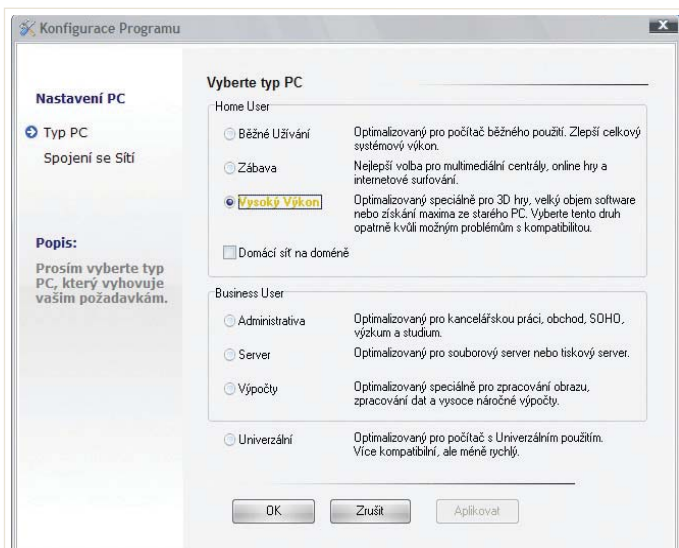 Konfigurace Programu
X
Nastavení PC
Typ PC
Spojení se Sítí
Popis:
Prosím vyberte typ
PC, který vyhovuje
vašim požadavkám.
Vyberte typ PC
Home User
Běžné Užívání
Optimalizovaný pro počítač běžného použití. Zlepší celkový
systémový výkon.
Zábava
Nejlepší volba pro multimediální centrály, online hry a
internetové surfování.
Vysoký Výkon
Optimalizovaný speciálně pro 3D hry, velký objem software
nebo získání maxima ze starého PC. Vyberte tento druh
opatrně kvůli možným problémům s kompatibilitou.
Domácí síť na doméně
Business User
Administrativa
Optimalizovaný pro kancelářskou práci, obchod, SOHO,
výzkum a studium.
Server
Optimalizovaný pro souborový server nebo tiskový server.
Výpočty
Optimalizovaný speciálně pro zpracování obrazu,
zpracování dat a vysoce náročné výpočty.
Univerzální
Optimalizovaný pro počítač s Univerzálním použitím.
Více kompatibilní, ale méně rychlý.
OK
Zrušit
Aplikovat